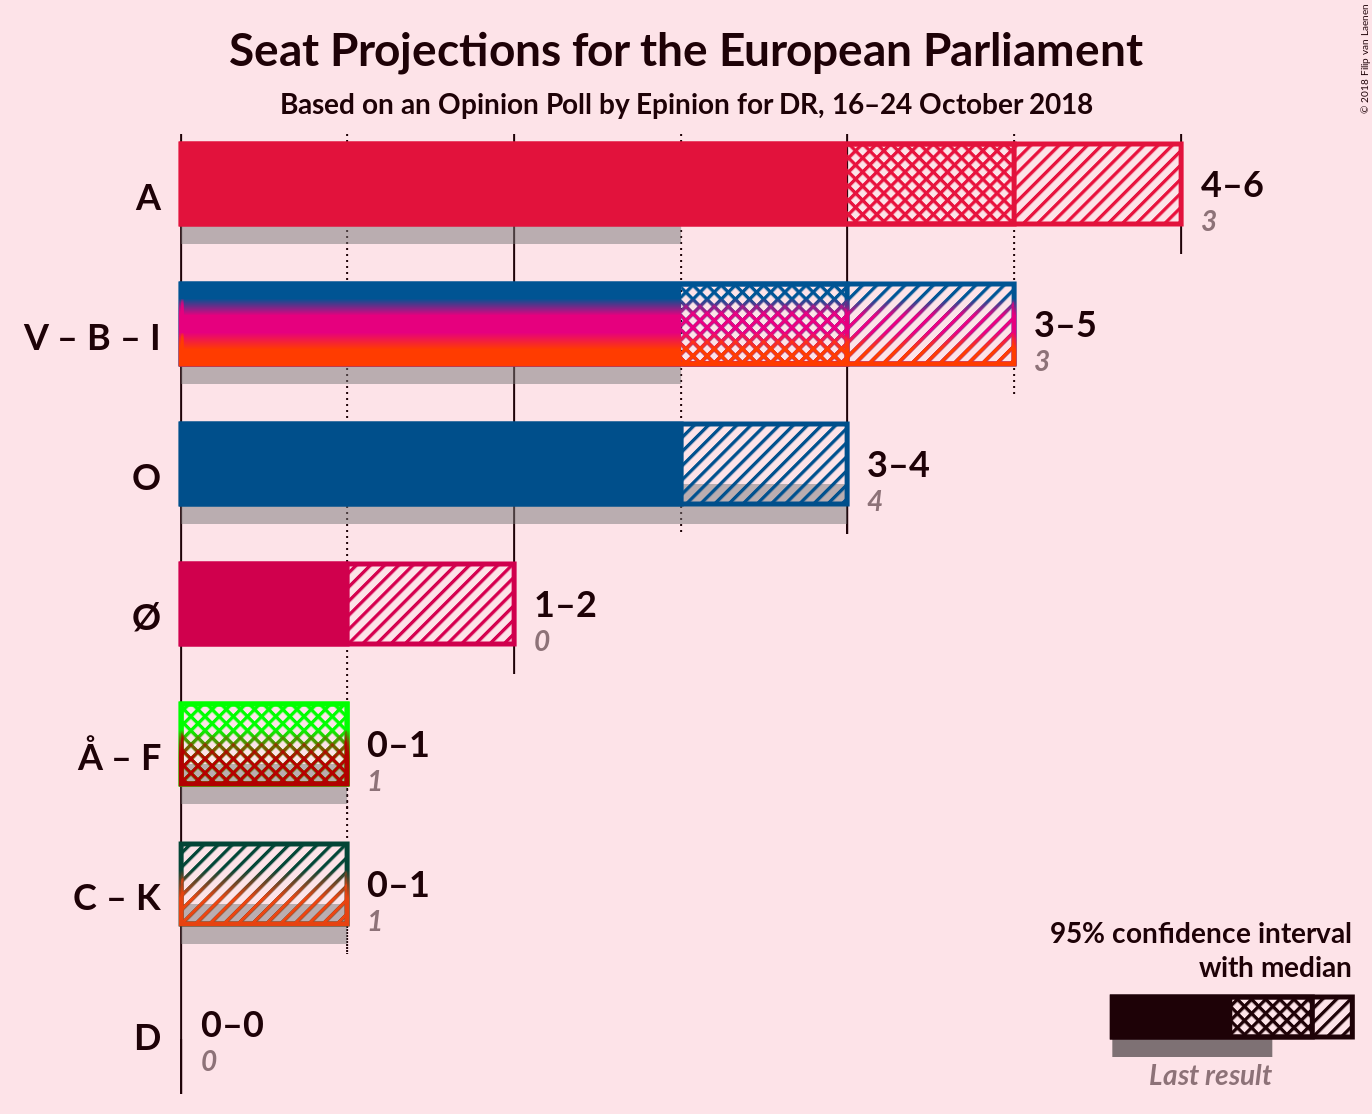 Seat Projections for the European Parliament
Based on an Opinion Poll by Epinion for DR, 16–24 October 2018
© 2018 Filip van Laenen
A
4–6
3
V – B – I
3–5
3
O
3–4
4
Ø
1–2
0
Å – F
0–1
1
C – K
0–1
1
D
0–0
0
95% confidence interval
with median
Last result